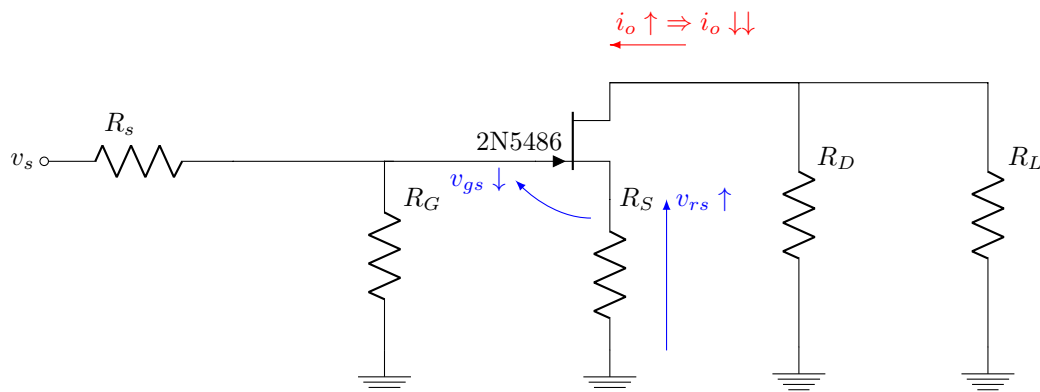 i_o ↑ ⇒ i_o ↓↓
R_s
2N5486
v_s
v_gs ↓
R_G
R_S
v_rs ↑
R_D
R_L